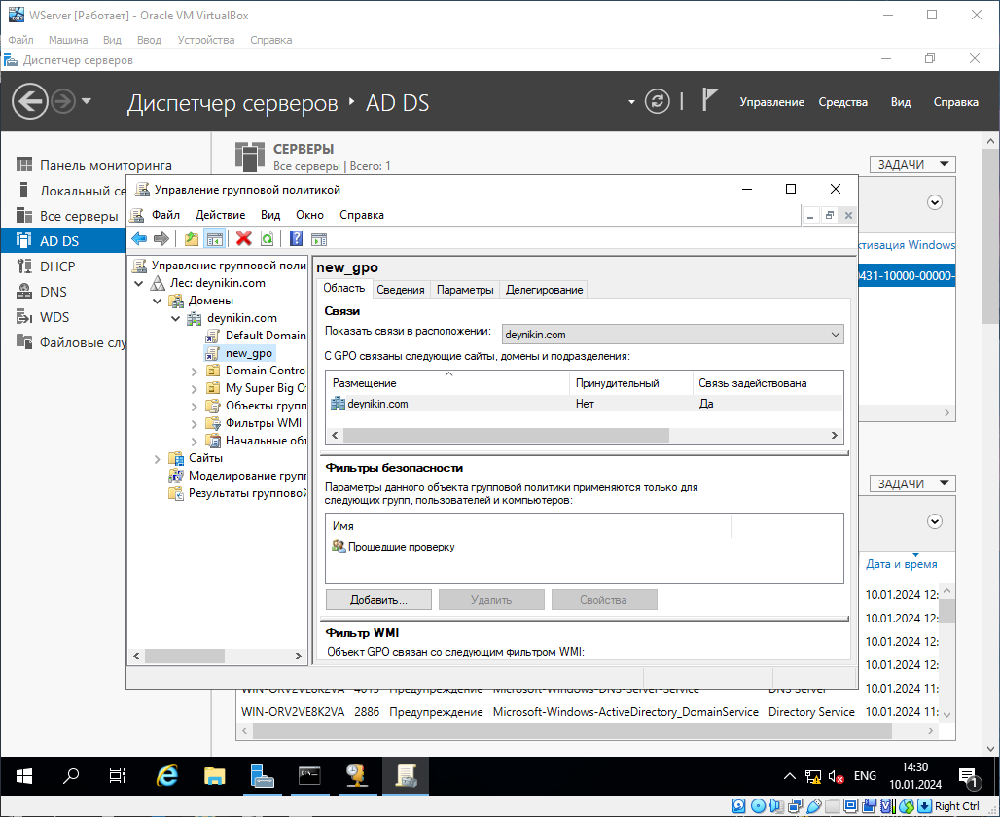 WServer [Работает] - Oracle VM VirtualBox
Файл Машина Вид Ввод Устройства Справка
Диспетчер серверов
Диспетчер серверов AD DS
Управление Средства Вид Справка
Панель мониторинга
Локальный се
Все серверы
AD DS
DHCP
DNS
WDS
Файловые слу
СЕРВЕРЫ
Все серверы | Всего: 1
ЗАДАЧИ
ктивация Windows
0431-10000-00000-
Управление групповой политикой
Файл Действие Вид Окно Справка
Управление групповой поли
Лес: deynikin.com
Домены
deynikin.com
Default Domain
new_gpo
Domain Contro
My Super Big O
Объекты групп
Фильтры WMI
Начальные объ
Сайты
Моделирование групп
Результаты групповой
new_gpo
Область Сведения Параметры Делегирование
Связи
Показать связи в расположении: deynikin.com
С GPO связаны следующие сайты, домены и подразделения:
Размещение Принудительный Связь задействована
deynikin.com Нет Да
Фильтры безопасности
Параметры данного объекта групповой политики применяются только для
следующих групп, пользователей и компьютеров:
Имя
Прошедшие проверку
Добавить... Удалить Свойства
Фильтр WMI
Объект GPO связан со следующим фильтром WMI:
ЗАДАЧИ
Дата и время
10.01.2024 12:
10.01.2024 12:
10.01.2024 12:
10.01.2024 12:
WIN-ORV2VE8K2VA 4013 Предупреждение Microsoft-Windows-DNS-Server-Service DNS Server 10.01.2024 11:
WIN-ORV2VE8K2VA 2886 Предупреждение Microsoft-Windows-ActiveDirectory_DomainService Directory Service 10.01.2024 11:
ENG
14:30
10.01.2024
1
Right Ctrl